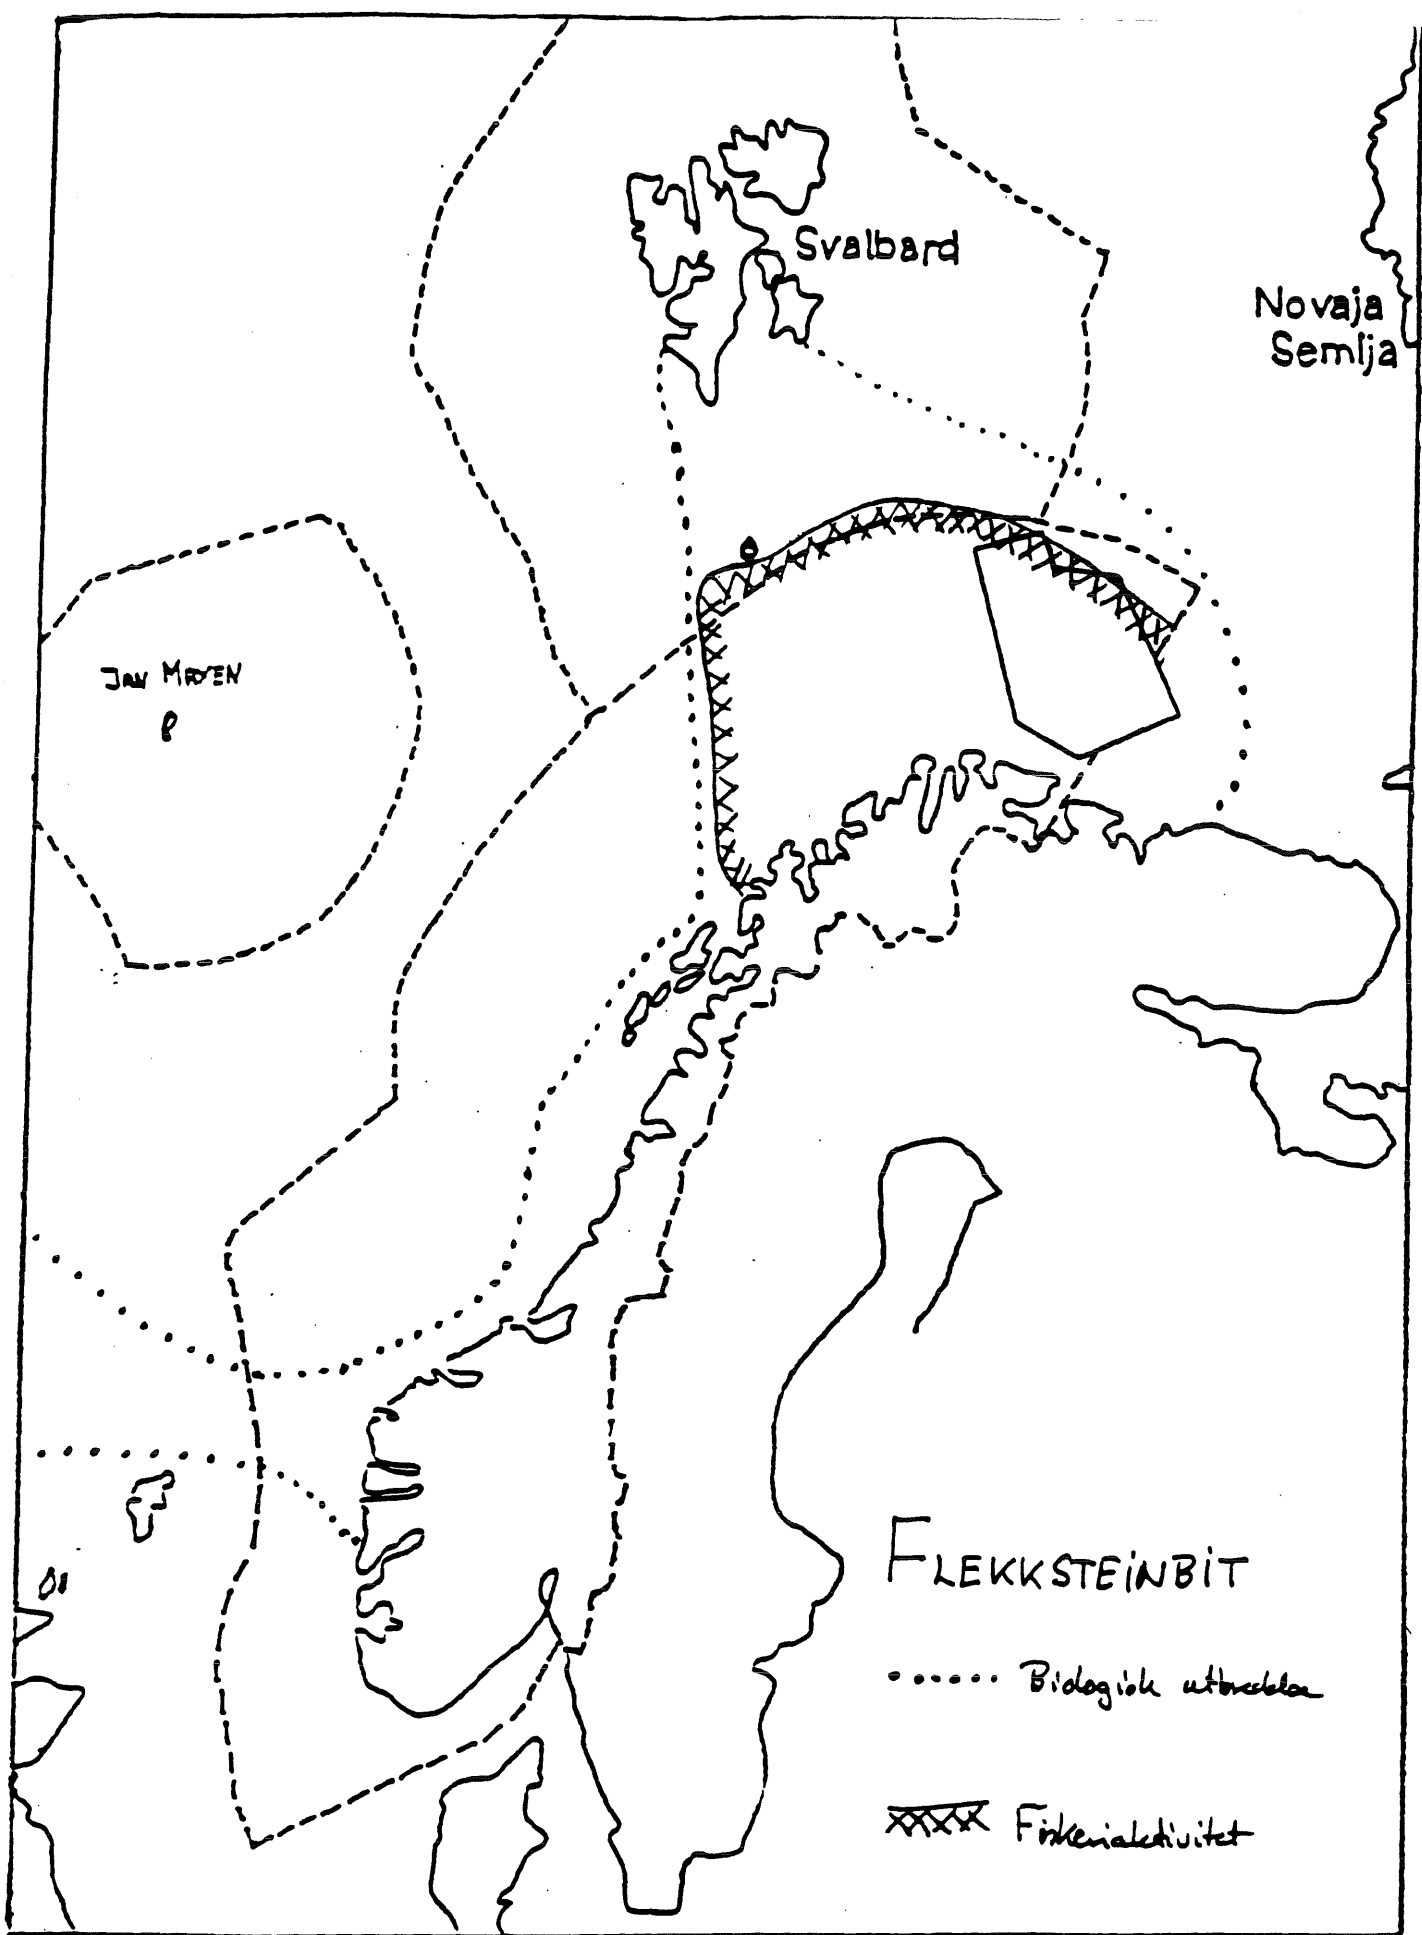 Svalbard
Novaja
Semlja
JAN MAYEN
FLEKKSTEINBIT
Biologisk utbredelse
Fiskeriaktivitet